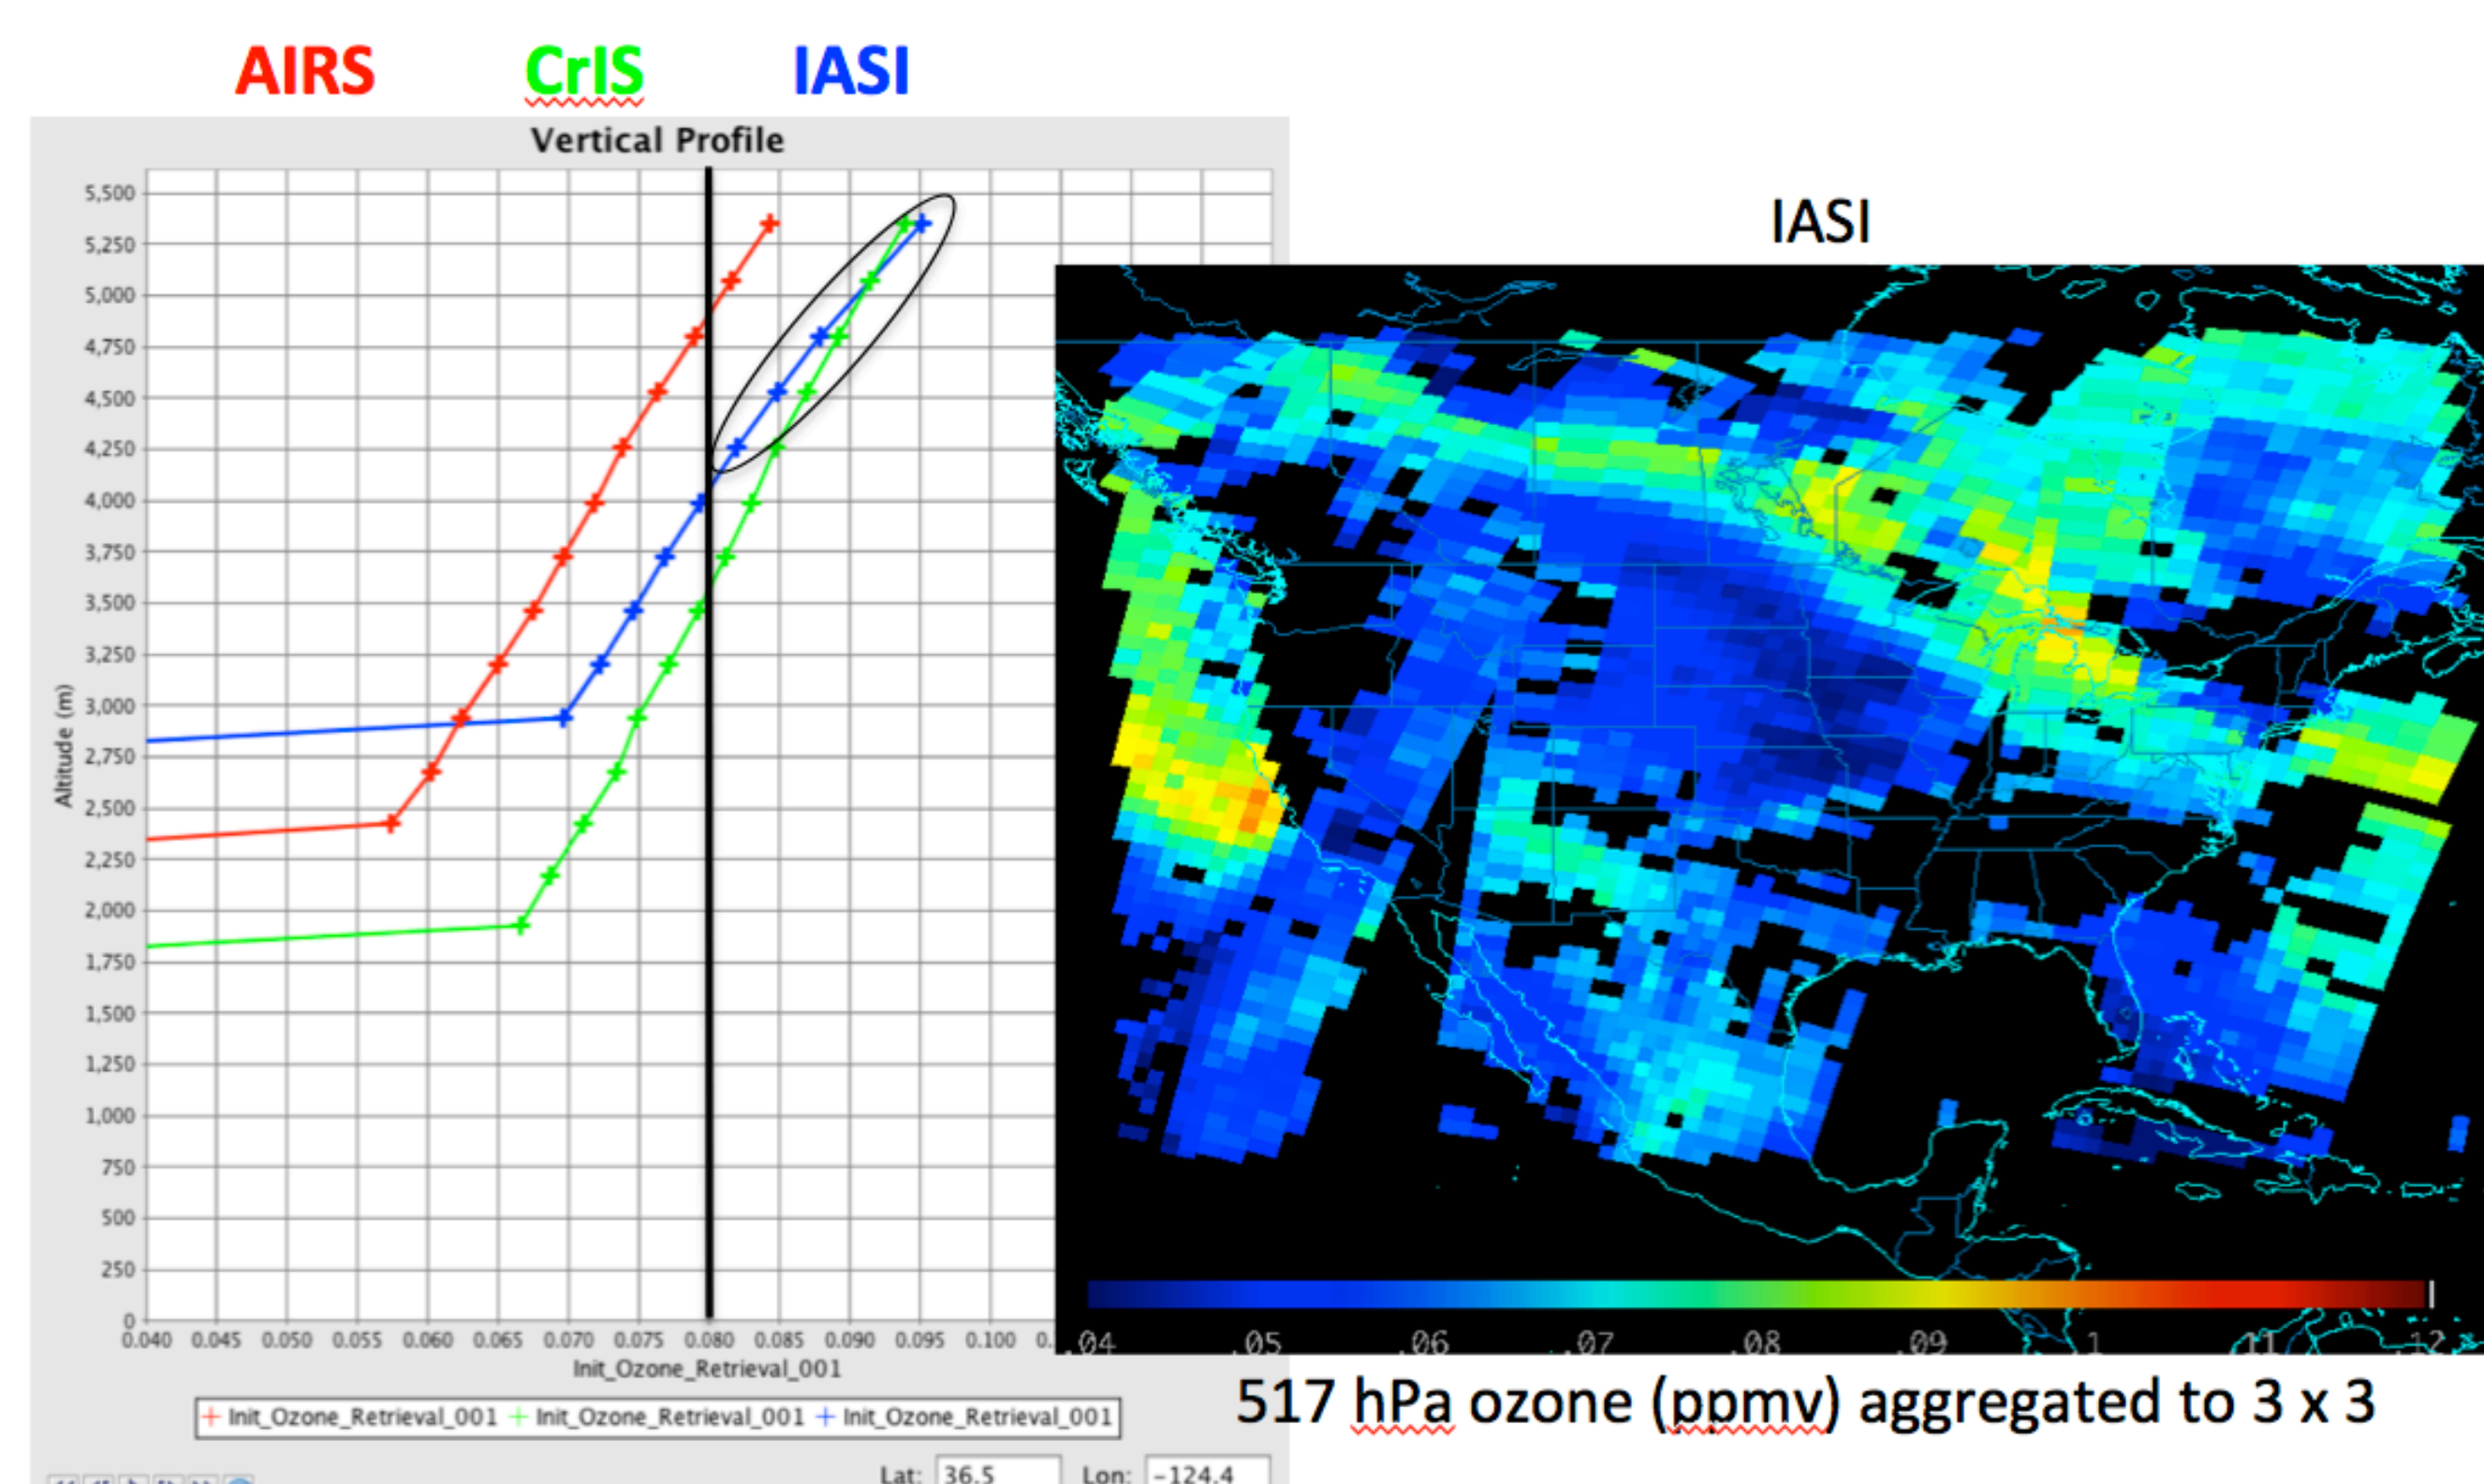 AIRS CrIS IASI
Vertical Profile
IASI
5,500
5,250
5,000
4,750
4,500
4,250
4,000
3,750
3,500
3,250
3,000
2,750
2,500
2,250
2,000
1,750
1,500
1,250
1,000
750
500
250
0
Altitude (m)
0.040 0.045 0.050 0.055 0.060 0.065 0.070 0.075 0.080 0.085 0.090 0.095 0.100 0.
Init_Ozone_Retrieval_001
.04 .05 .06 .07 .08 .09 .1 .11 .12
Init_Ozone_Retrieval_001 Init_Ozone_Retrieval_001 Init_Ozone_Retrieval_001
517 hPa ozone (ppmv) aggregated to 3 x 3
Lat: 36.5 Lon: -124.4